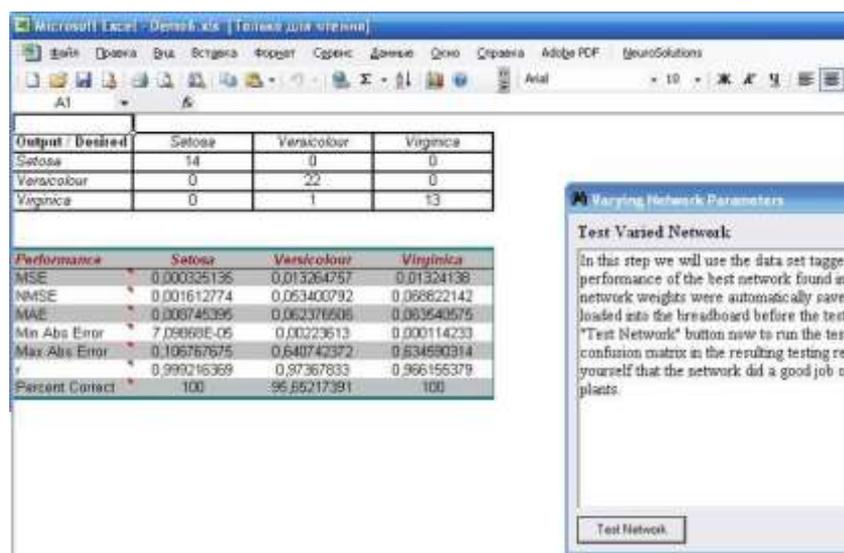 Microsoft Excel - Demo6.xls [Только для чтения]
Файл Правка Вид Вставка Формат Сервис Данные Окно Справка Adobe PDF NeuroSolutions
Arial 10 Ж К Ч
A1 fx
Output / Desired Setosa Versicolour Virginica
Setosa 14 0 0
Versicolour 0 22 0
Virginica 0 1 13
Performance Setosa Versicolour Virginica
MSE 0,000325135 0,013264757 0,01324138
NMSE 0,001612774 0,053400792 0,068822142
MAE 0,008745395 0,062376506 0,063540575
Min Abs Error 7,09868E-05 0,00223613 0,000114233
Max Abs Error 0,106767675 0,640742372 0,634590314
r 0,999216369 0,97367833 0,966155379
Percent Correct 100 95,65217391 100
Varying Network Parameters
Test Varied Network
In this step we will use the data set tagge
performance of the best network found in
network weights were automatically save
loaded into the breadboard before the test
"Test Network" button now to run the tes
confusion matrix in the resulting testing re
yourself that the network did a good job o
plants.
Test Network